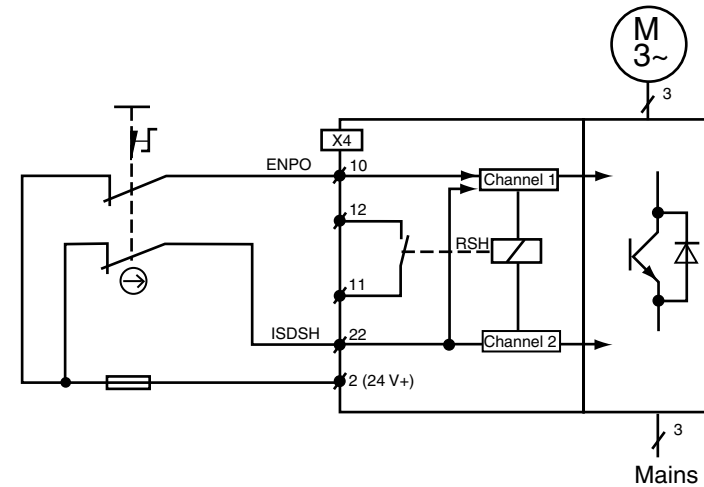 M
3~
3
X4
ENPO
10
Channel 1
12
RSH
11
ISDSH
22
Channel 2
2 (24 V+)
3
Mains